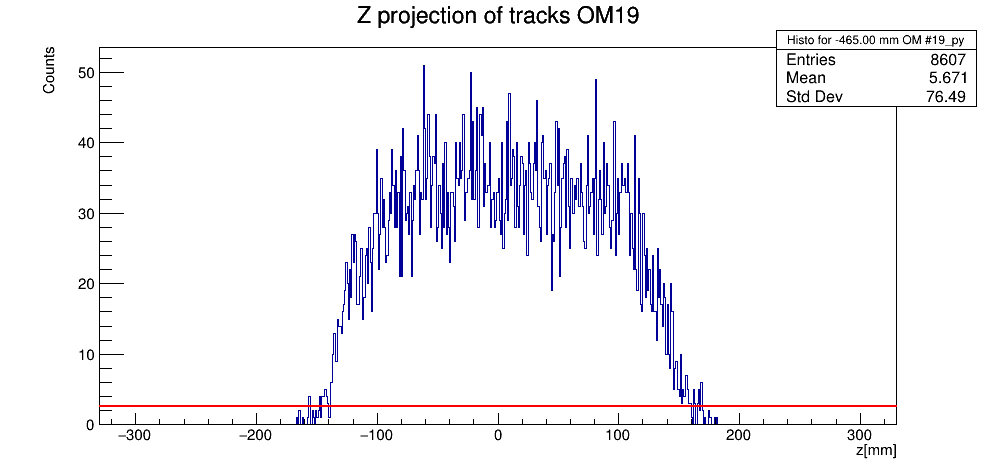 Z projection of tracks OM19
Histo for -465.00 mm OM #19_py
Entries 8607
Mean 5.671
Std Dev 76.49
Counts
50
40
30
20
10
0
−300 −200 −100 0 100 200 300
z[mm]